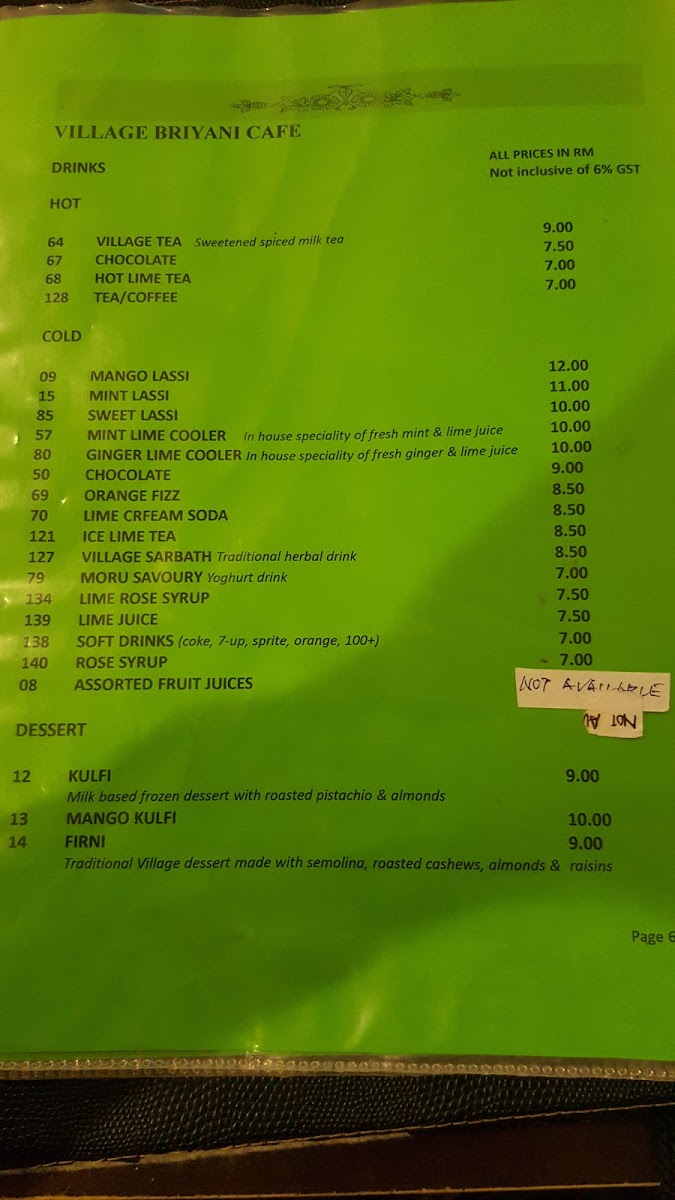 VILLAGE BRIYANI CAFE
DRINKS
ALL PRICES IN RM
Not inclusive of 6% GST
HOT
64 VILLAGE TEA Sweetened spiced milk tea 9.00
67 CHOCOLATE 7.50
68 HOT LIME TEA 7.00
128 TEA/COFFEE 7.00
COLD
09 MANGO LASSI 12.00
15 MINT LASSI 11.00
85 SWEET LASSI 10.00
57 MINT LIME COOLER In house speciality of fresh mint & lime juice 10.00
80 GINGER LIME COOLER In house speciality of fresh ginger & lime juice 10.00
50 CHOCOLATE 9.00
69 ORANGE FIZZ 8.50
70 LIME CRFEAM SODA 8.50
121 ICE LIME TEA 8.50
127 VILLAGE SARBATH Traditional herbal drink 8.50
79 MORU SAVOURY Yoghurt drink 7.00
134 LIME ROSE SYRUP 7.50
139 LIME JUICE 7.50
138 SOFT DRINKS (coke, 7-up, sprite, orange, 100+) 7.00
140 ROSE SYRUP 7.00
08 ASSORTED FRUIT JUICES NOT AVAILABLE
NOT
DESSERT
12 KULFI 9.00
Milk based frozen dessert with roasted pistachio & almonds
13 MANGO KULFI 10.00
14 FIRNI 9.00
Traditional Village dessert made with semolina, roasted cashews, almonds & raisins
Page 6